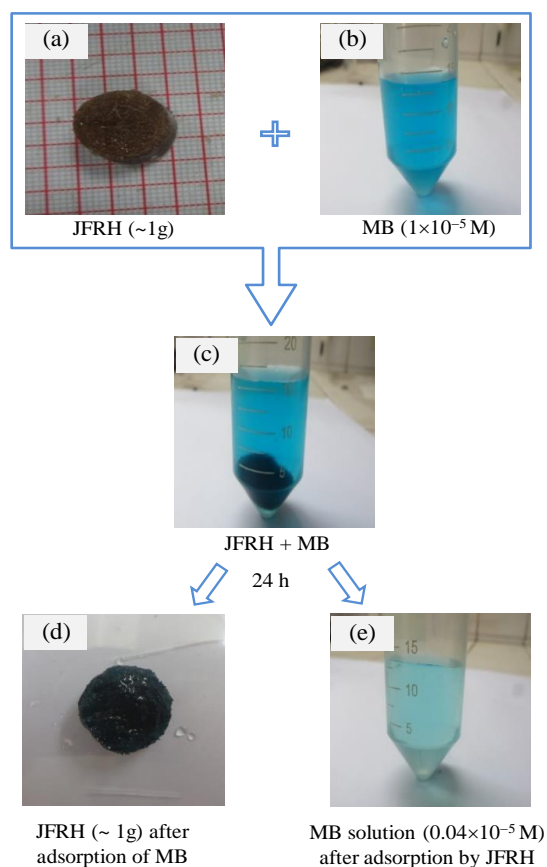 (a)
(b)
JFRH (~1g)
MB (1×10⁻⁵ M)
(c)
20
10
5
JFRH + MB
24 h
(d)
(e)
15
10
5
JFRH (~ 1g) after
adsorption of MB
MB solution (0.04×10⁻⁵ M)
after adsorption by JFRH